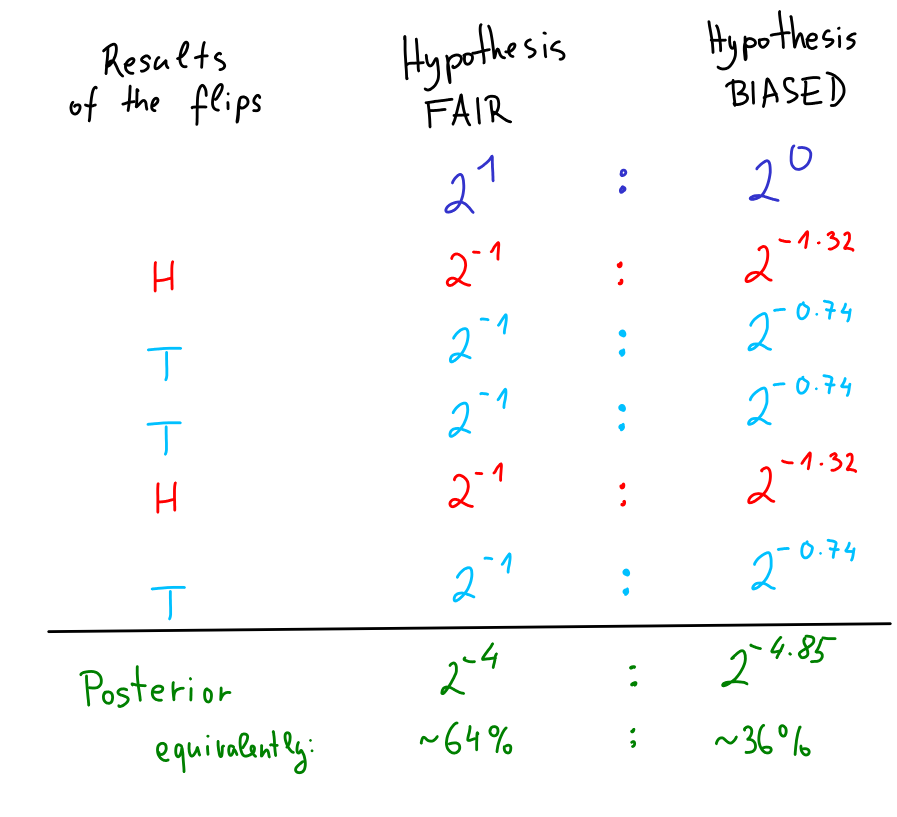 Results
of the flips
Hypothesis
FAIR
Hypothesis
BIASED
2^1 : 2^0
H 2^-1 : 2^-1.32
T 2^-1 : 2^-0.74
T 2^-1 : 2^-0.74
H 2^-1 : 2^-1.32
T 2^-1 : 2^-0.74
Posterior 2^-4 : 2^-4.85
equivalently: ~64% : ~36%